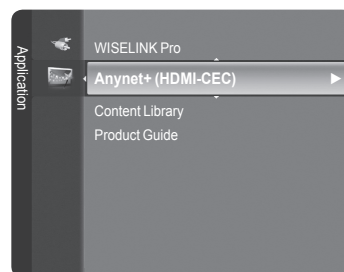 Application
WISELINK Pro
Anynet+ (HDMI-CEC)
Content Library
Product Guide